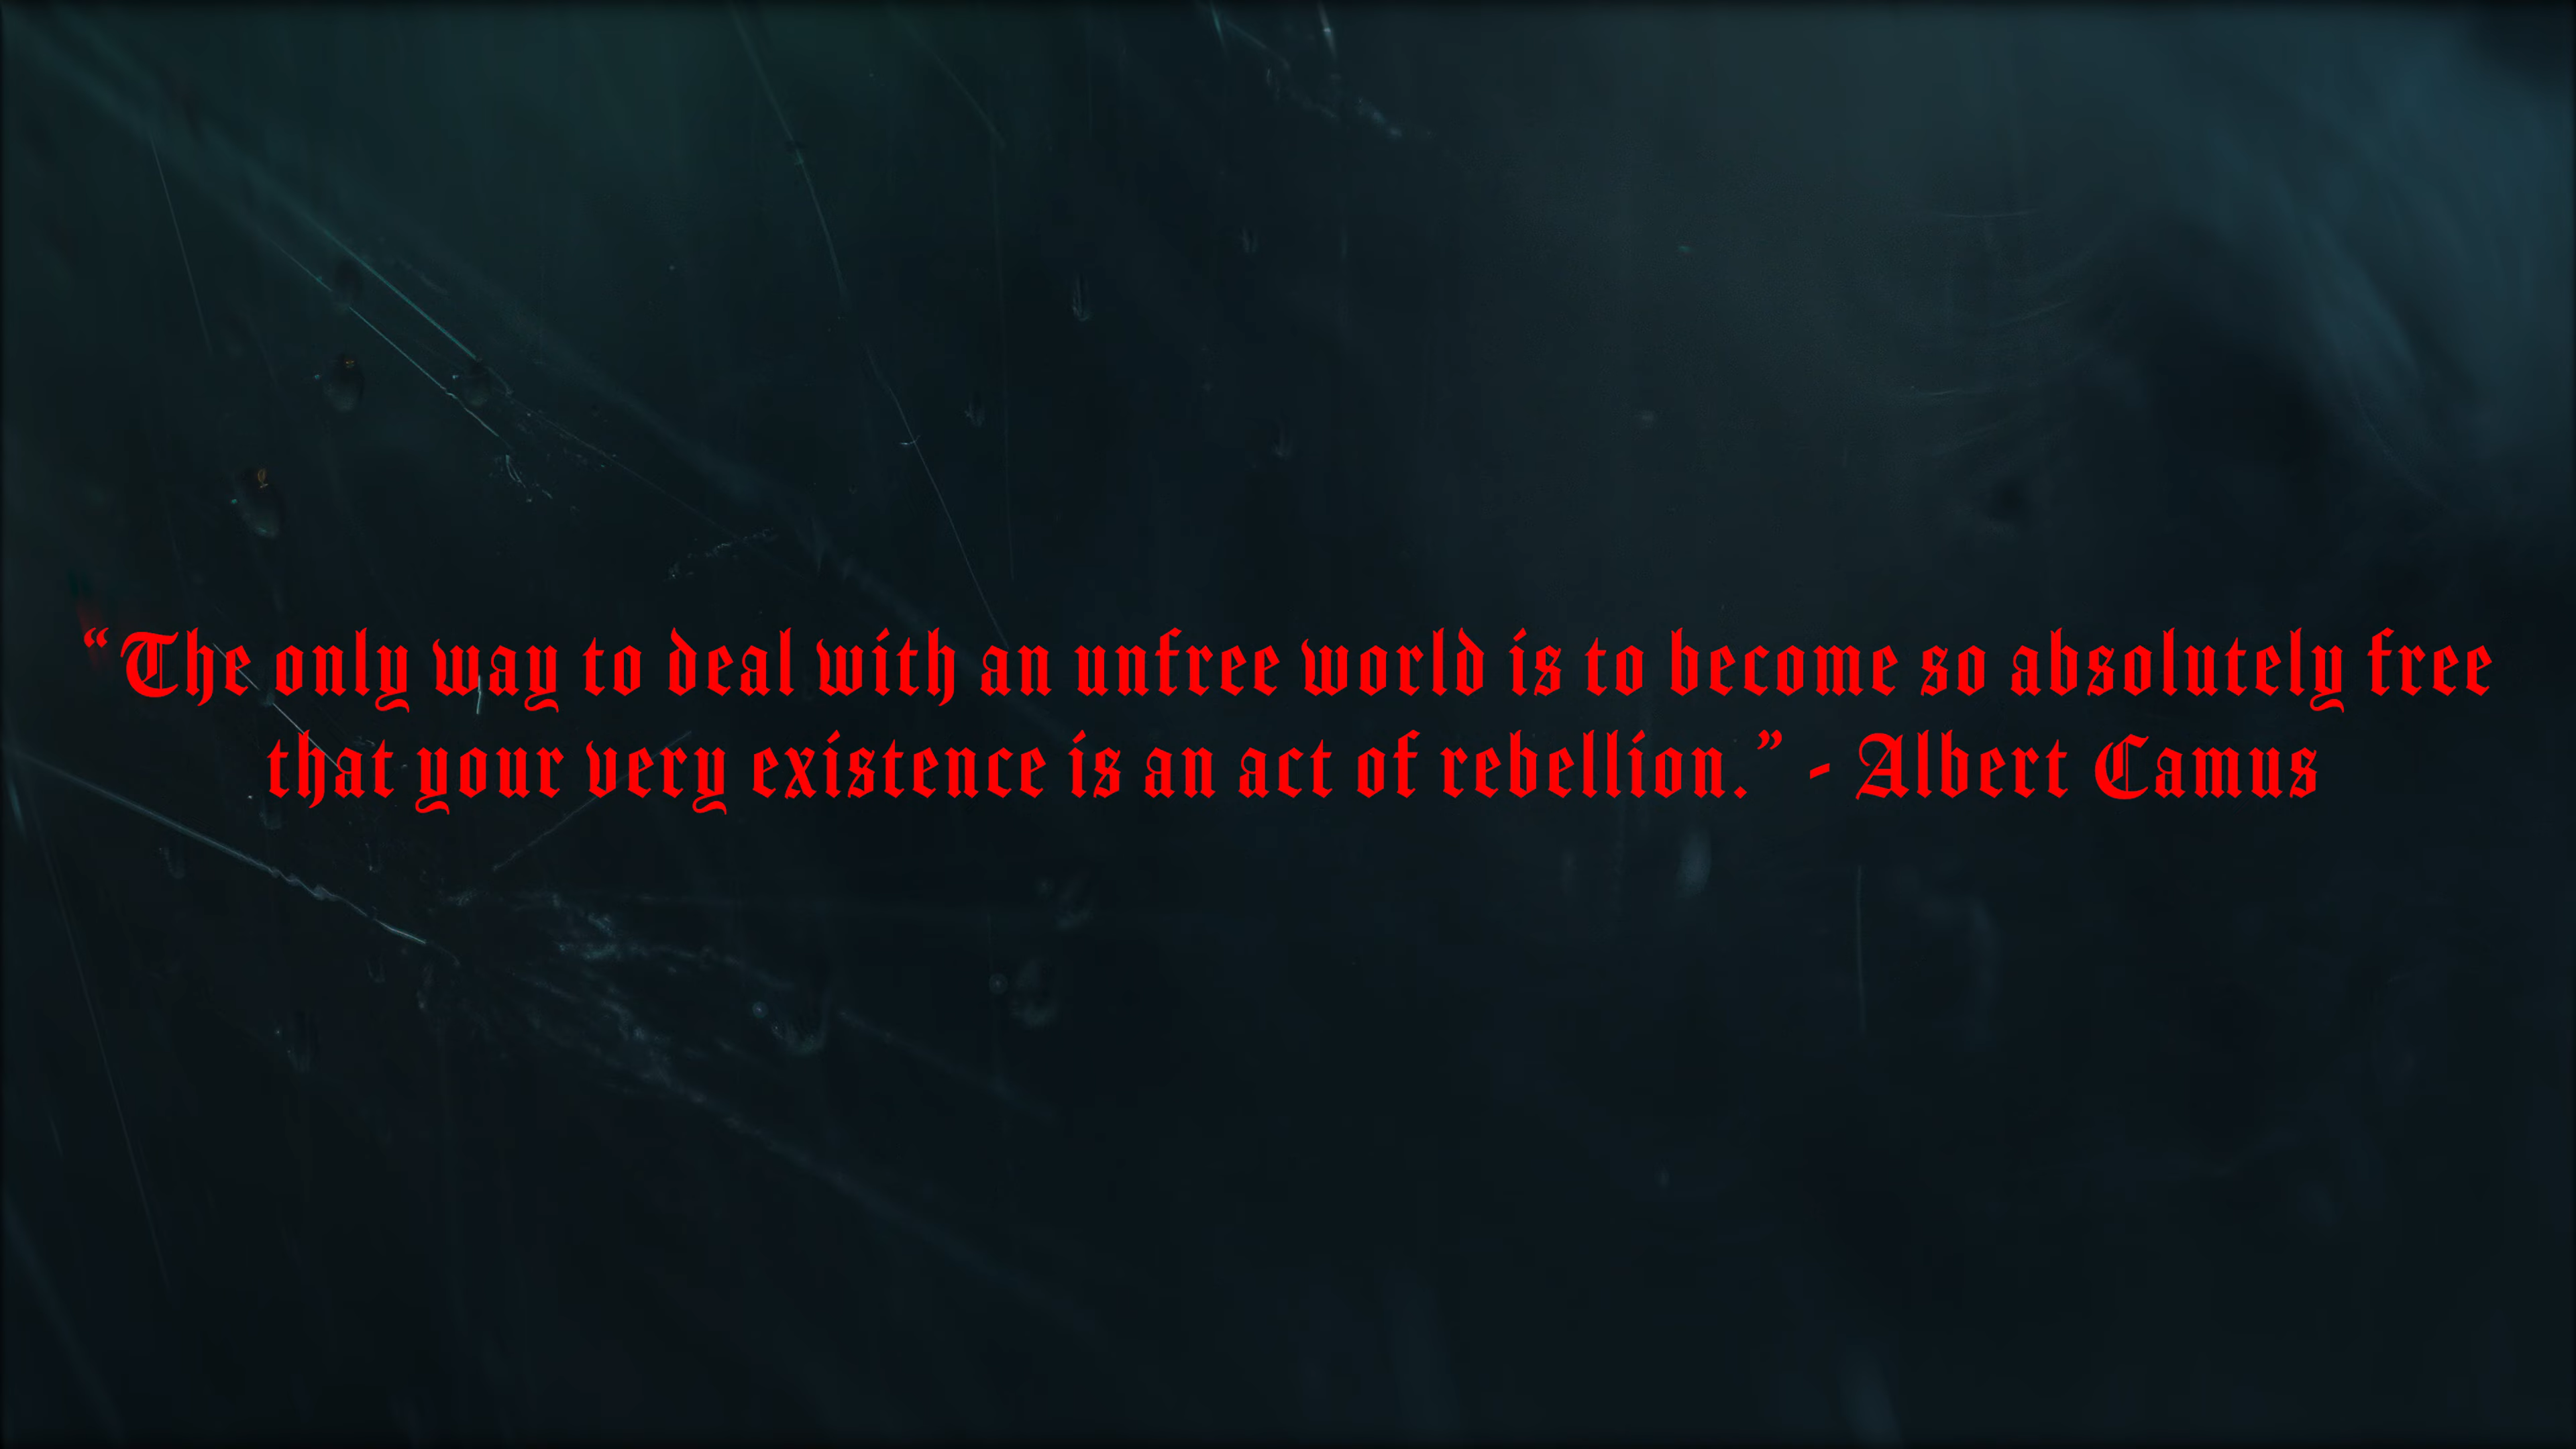 “The only way to deal with an unfree world is to become so absolutely free
that your very existence is an act of rebellion.” - Albert Camus